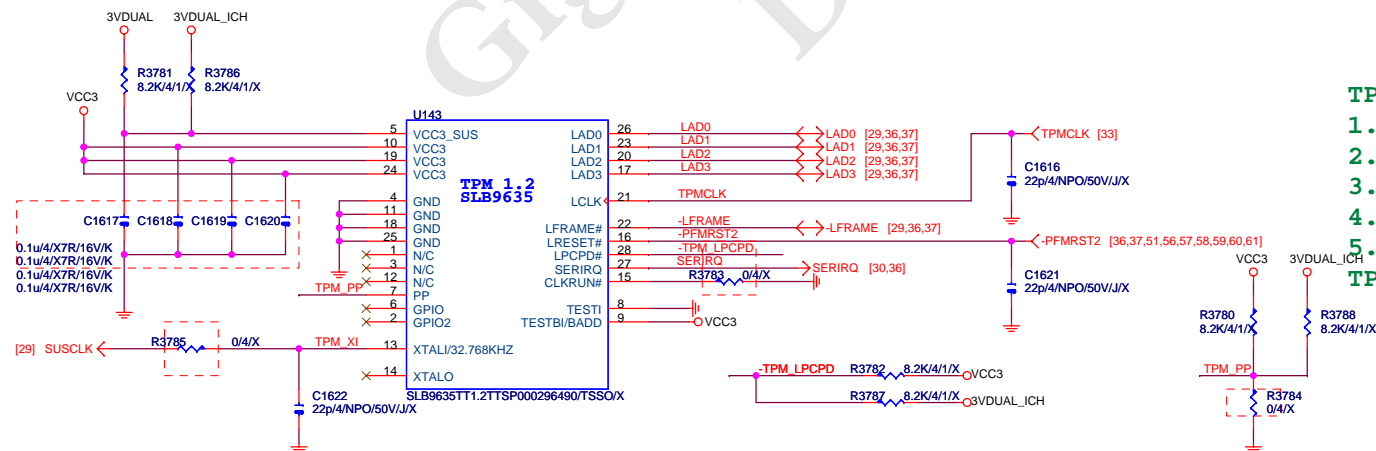 3VDUAL 3VDUAL_ICH
R3781 R3786
8.2K/4/1/X 8.2K/4/1/X
VCC3
U143
5 VCC3_SUS LAD0 26 LAD0 LAD0 [29,36,37]
10 VCC3 LAD1 23 LAD1 LAD1 [29,36,37]
19 VCC3 LAD2 20 LAD2 LAD2 [29,36,37]
24 VCC3 LAD3 17 LAD3 LAD3 [29,36,37]
TPM 1.2
SLB9635
4 GND LCLK 21 TPMCLK
TPMCLK [33]
C1616
22p/4/NPO/50V/J/X
11 GND
18 GND LFRAME# 22 -LFRAME -LFRAME [29,36,37]
25 GND LRESET# 16 -PFMRST2 -PFMRST2 [36,37,51,56,57,58,59,60,61]
1 N/C LPCPD# 28 -TPM_LPCPD
3 N/C SERIRQ 27 SERIRQ SERIRQ [30,36]
12 N/C CLKRUN# 15 R3783 0/4/X
TPM_PP 7 PP
6 GPIO TESTI 8
2 GPIO2 TESTBI/BADD 9 VCC3
C1621
22p/4/NPO/50V/J/X
C1617 C1618 C1619 C1620
0.1u/4/X7R/16V/K
0.1u/4/X7R/16V/K
0.1u/4/X7R/16V/K
0.1u/4/X7R/16V/K
[29] SUSCLK R3785 0/4/X TPM_XI 13 XTALI/32.768KHZ
14 XTALO
C1622
22p/4/NPO/50V/J/X
SLB9635TT1.2TTSP000296490/TSSO/X
-TPM_LPCPD R3782 8.2K/4/1/X VCC3
R3787 8.2K/4/1/X 3VDUAL_ICH
VCC3 3VDUAL_ICH
R3780 R3788
8.2K/4/1/X 8.2K/4/1/X
TPM_PP
R3784
0/4/X
TP
1.
2.
3.
4.
5.
TP